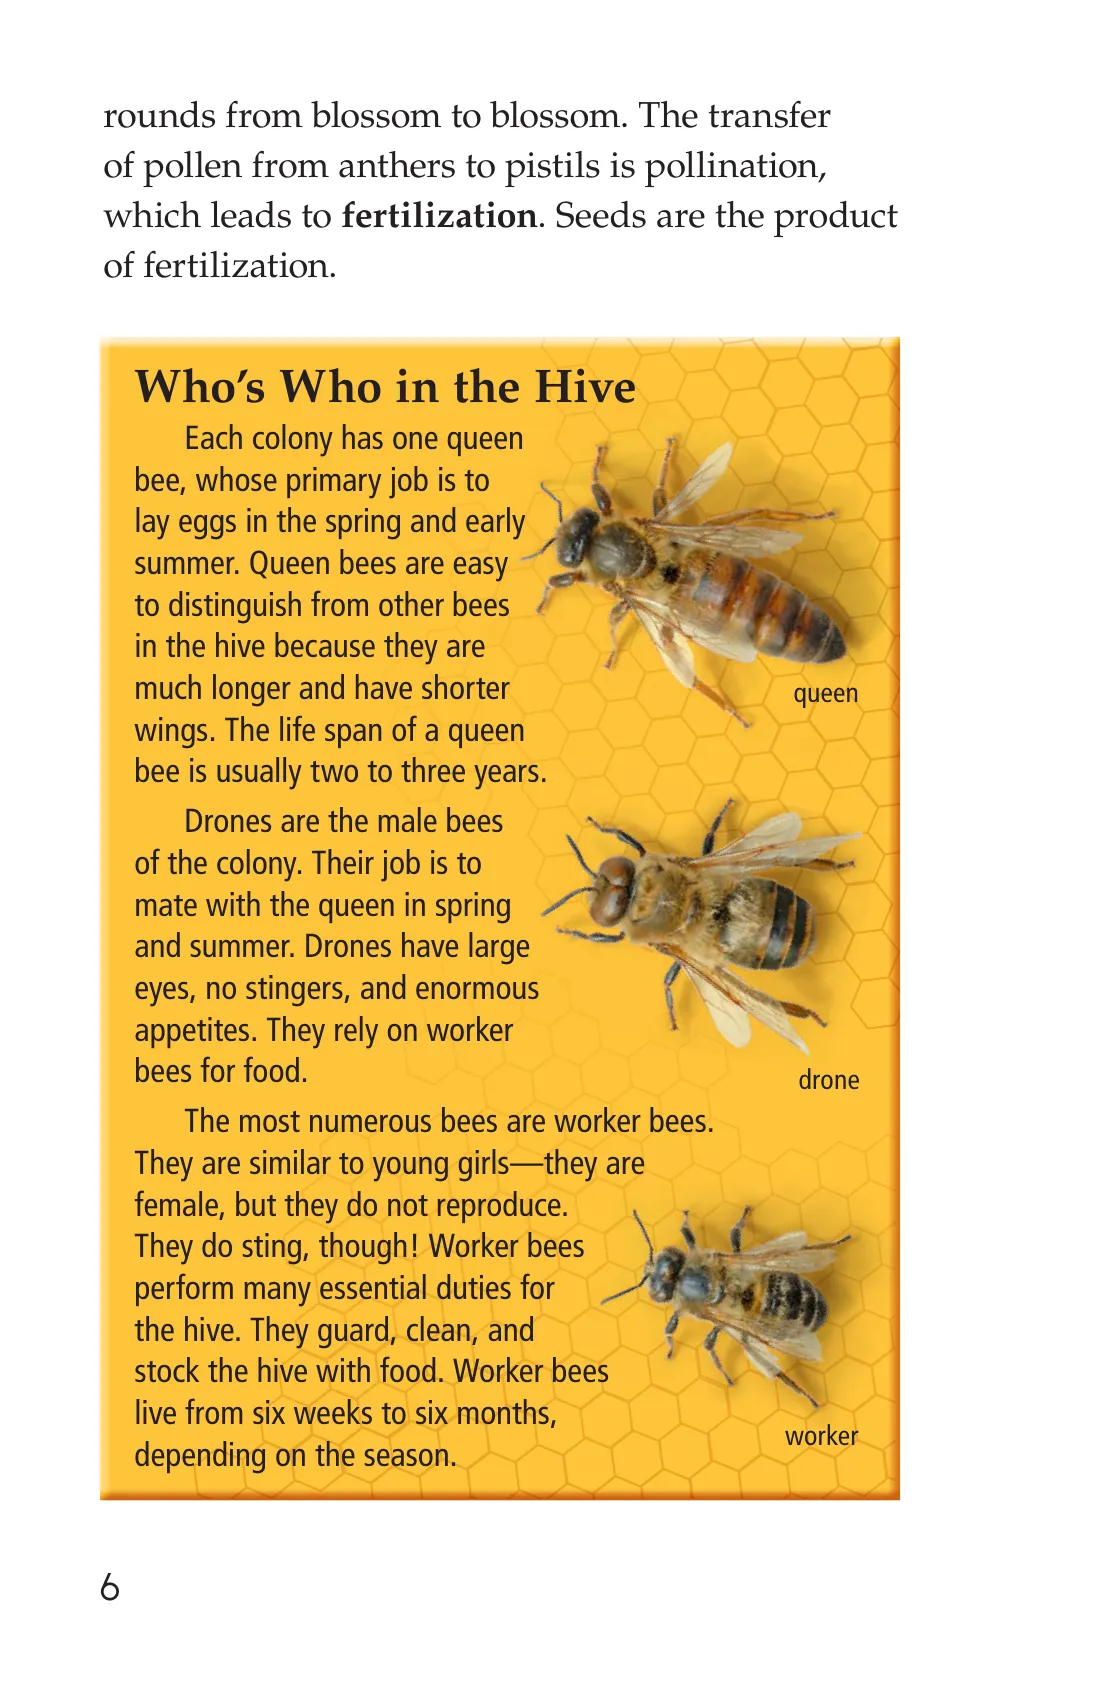 rounds from blossom to blossom. The transfer
of pollen from anthers to pistils is pollination,
which leads to fertilization. Seeds are the product
of fertilization.
Who’s Who in the Hive
Each colony has one queen
bee, whose primary job is to
lay eggs in the spring and early
summer. Queen bees are easy
to distinguish from other bees
in the hive because they are
much longer and have shorter
wings. The life span of a queen
bee is usually two to three years.
queen
Drones are the male bees
of the colony. Their job is to
mate with the queen in spring
and summer. Drones have large
eyes, no stingers, and enormous
appetites. They rely on worker
bees for food.
drone
The most numerous bees are worker bees.
They are similar to young girls—they are
female, but they do not reproduce.
They do sting, though! Worker bees
perform many essential duties for
the hive. They guard, clean, and
stock the hive with food. Worker bees
live from six weeks to six months,
depending on the season.
worker
6